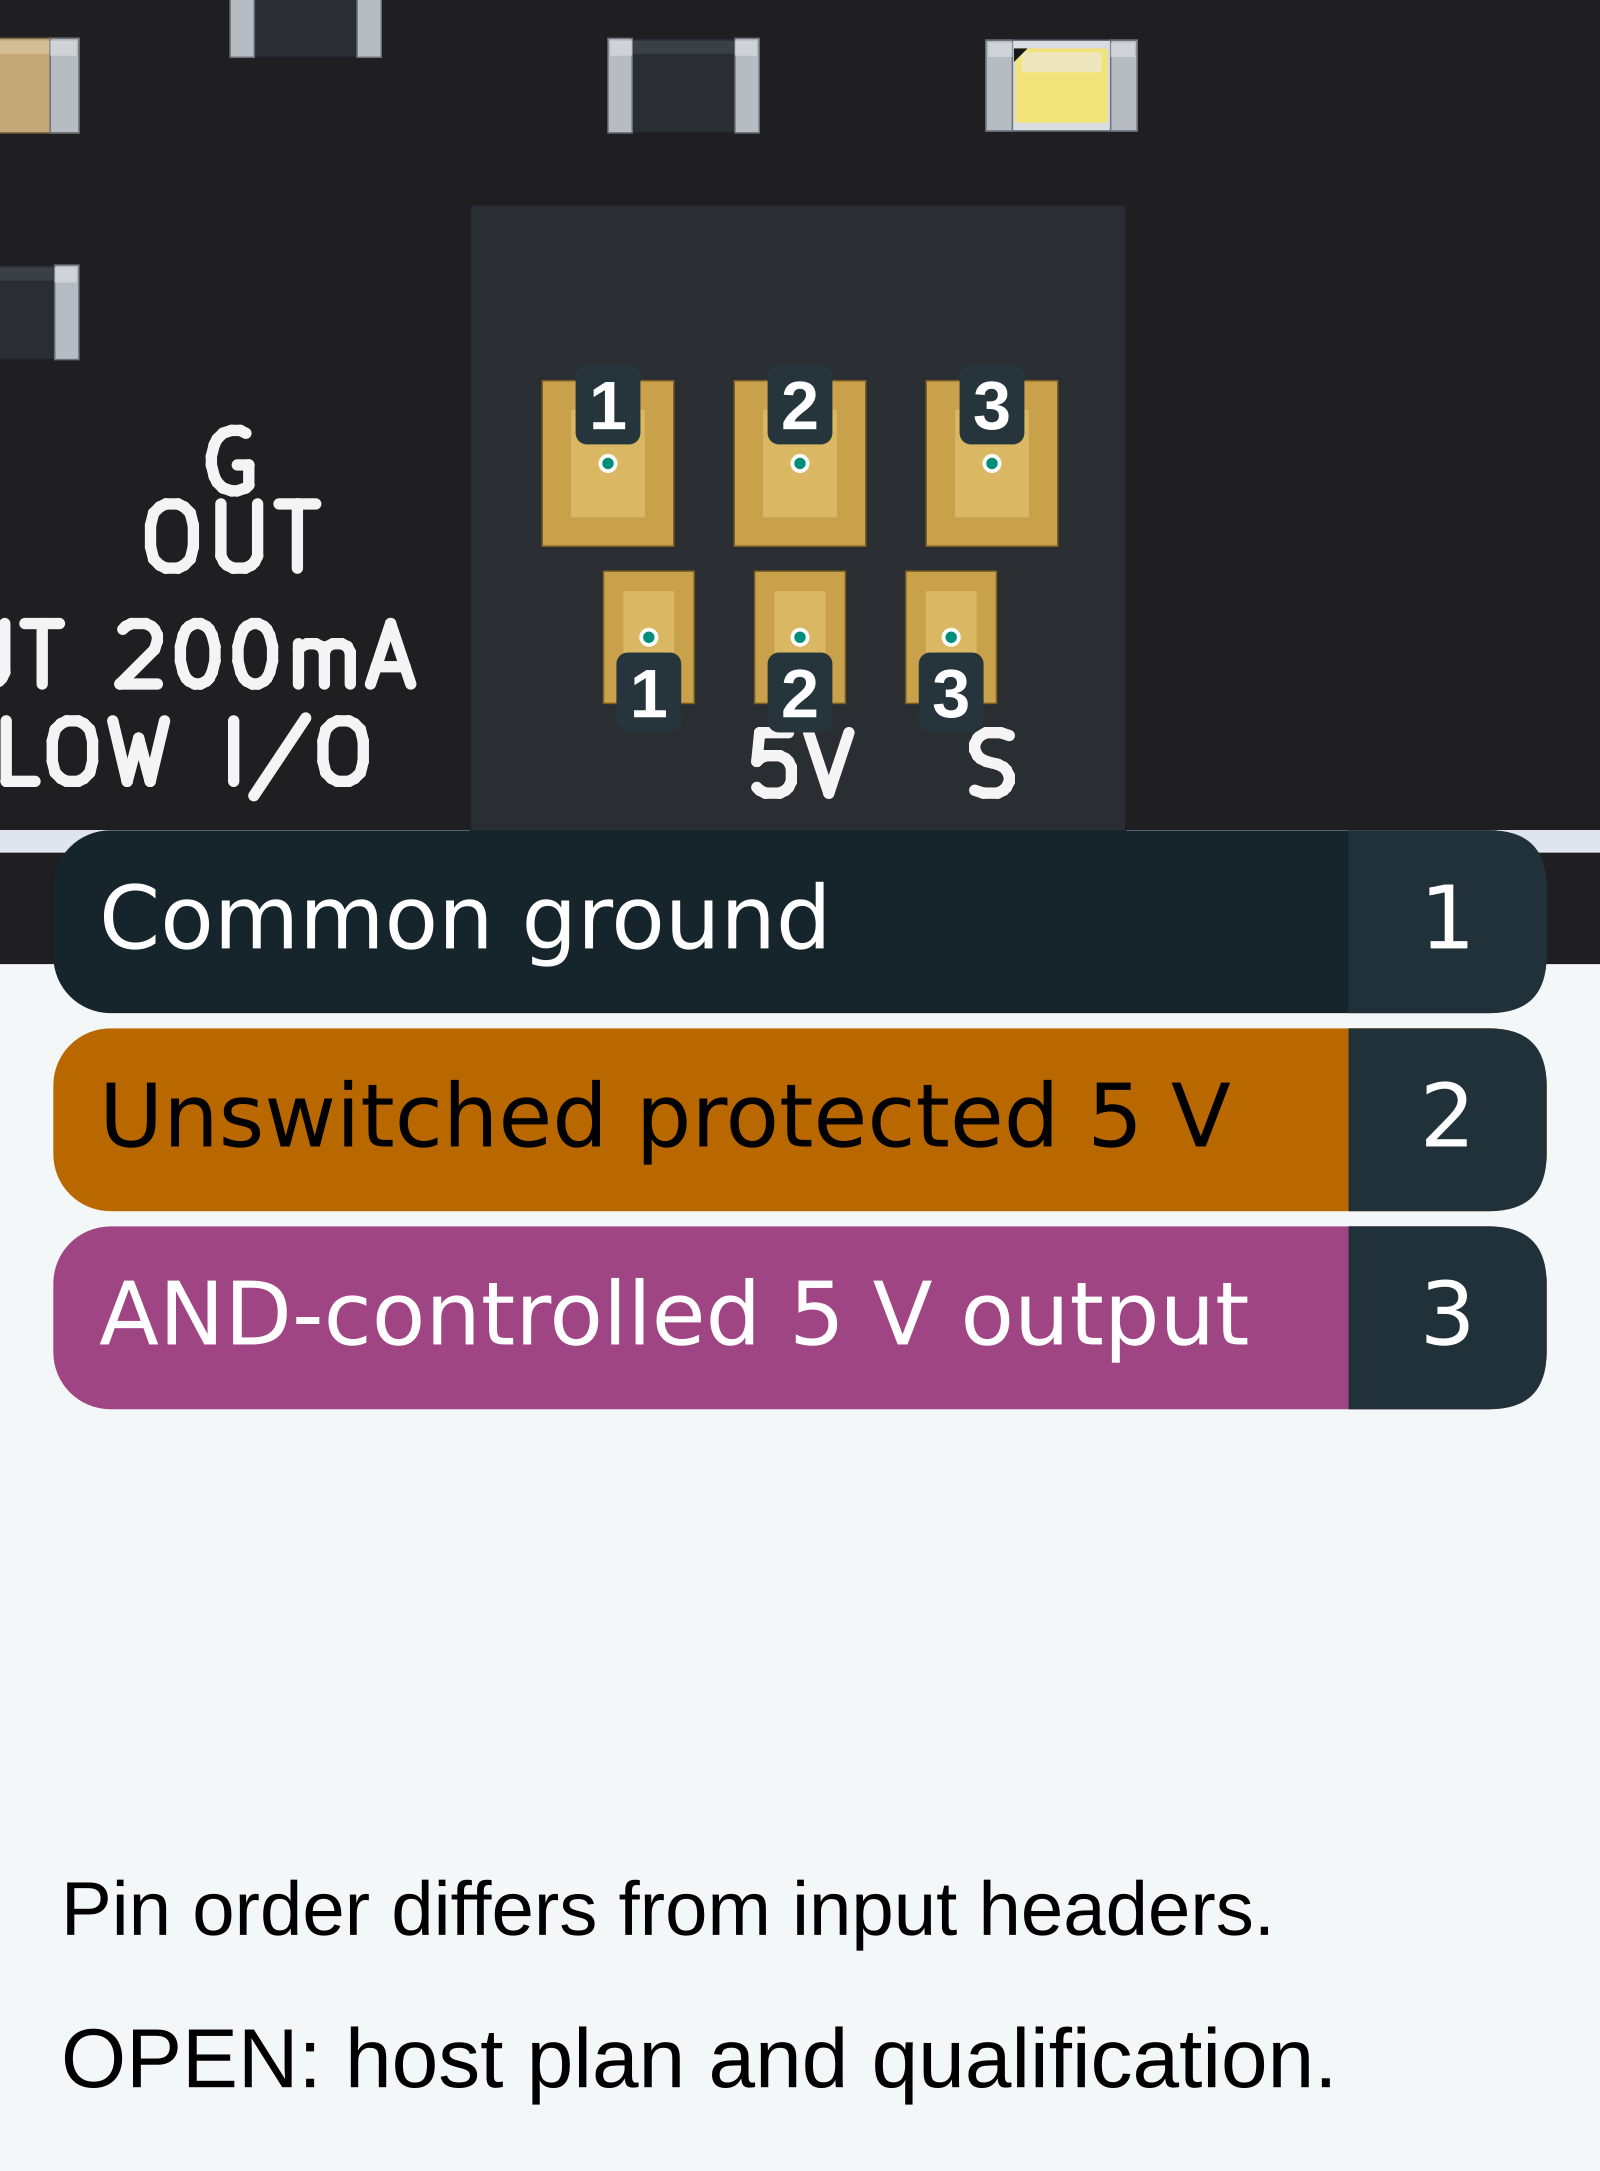 1 2 3
G
OUT
UT 200mA
LOW I/O
1 2 3
5V S
Common ground 1
Unswitched protected 5 V 2
AND-controlled 5 V output 3
Pin order differs from input headers.
OPEN: host plan and qualification.